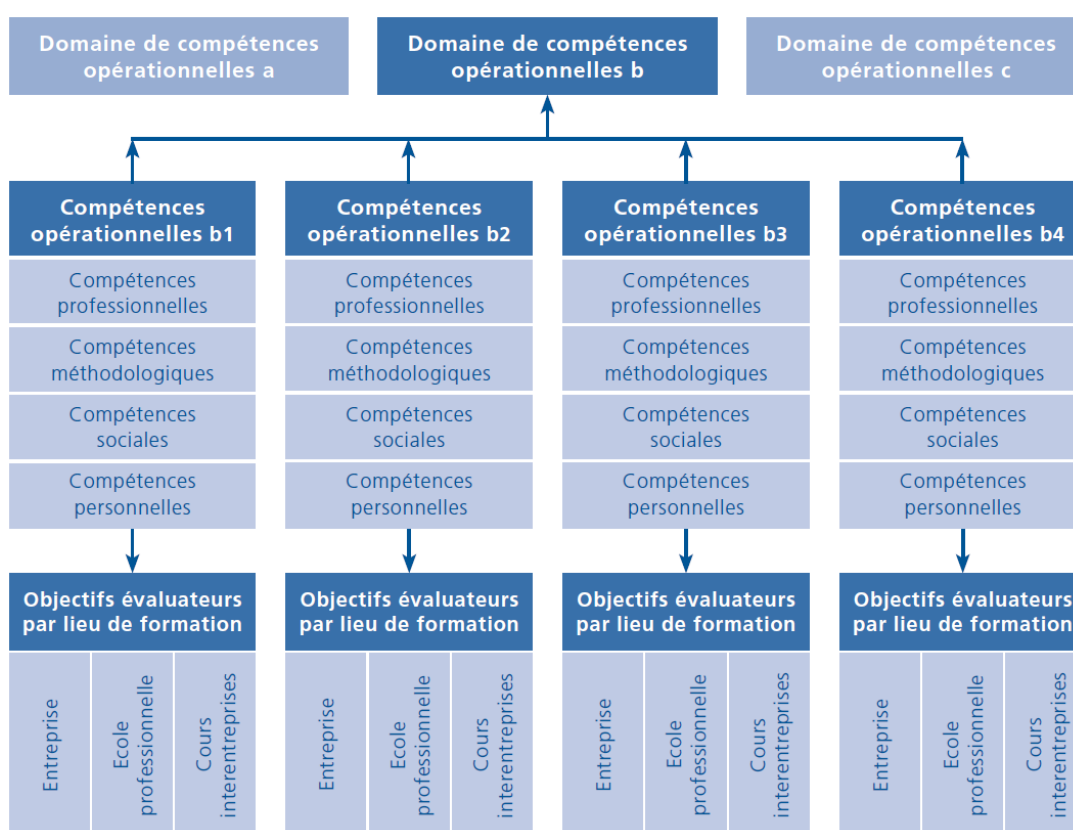 Domaine de compétences
opérationnelles a
Domaine de compétences
opérationnelles b
Domaine de compétences
opérationnelles c
Compétences
opérationnelles b1
Compétences
opérationnelles b2
Compétences
opérationnelles b3
Compétences
opérationnelles b4
Compétences
professionnelles
Compétences
professionnelles
Compétences
professionnelles
Compétences
professionnelles
Compétences
méthodologiques
Compétences
méthodologiques
Compétences
méthodologiques
Compétences
méthodologiques
Compétences
sociales
Compétences
sociales
Compétences
sociales
Compétences
sociales
Compétences
personnelles
Compétences
personnelles
Compétences
personnelles
Compétences
personnelles
Objectifs évaluateurs
par lieu de formation
Objectifs évaluateurs
par lieu de formation
Objectifs évaluateurs
par lieu de formation
Objectifs évaluateurs
par lieu de formation
Entreprise
Ecole
professionnelle
Cours
interentreprises
Entreprise
Ecole
professionnelle
Cours
interentreprises
Entreprise
Ecole
professionnelle
Cours
interentreprises
Entreprise
Ecole
professionnelle
Cours
interentreprises